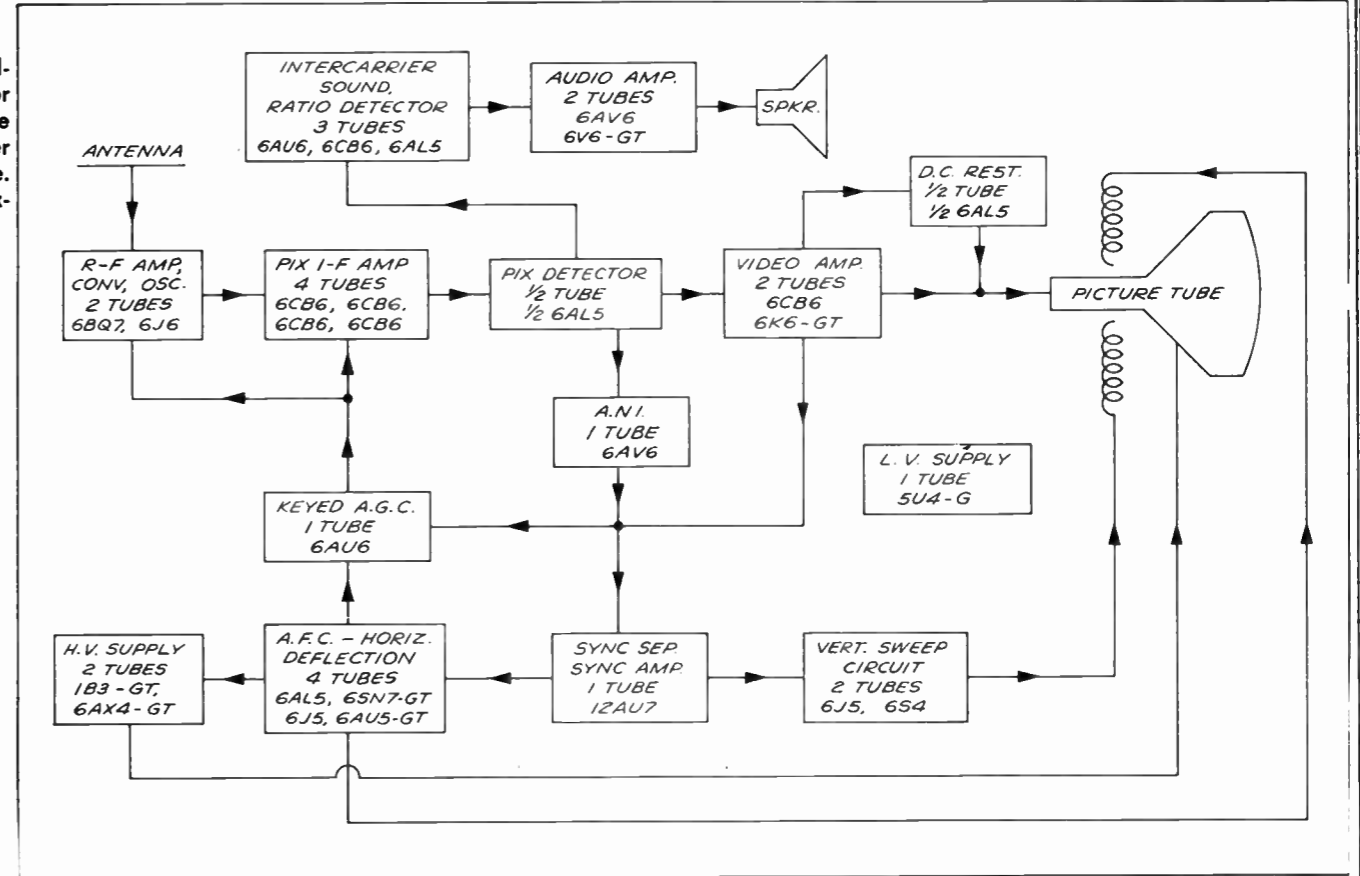 INTERCARRIER
SOUND,
RATIO DETECTOR
3 TUBES
6AU6, 6CB6, 6AL5
AUDIO AMP.
2 TUBES
6AV6
6V6-GT
SPKR.
ANTENNA
D.C. REST.
1/2 TUBE
1/2 6AL5
R-F AMP,
CONV, OSC.
2 TUBES
6BQ7, 6J6
PIX I-F AMP
4 TUBES
6CB6, 6CB6,
6CB6, 6CB6
PIX DETECTOR
1/2 TUBE
1/2 6AL5
VIDEO AMP.
2 TUBES
6CB6
6K6-GT
PICTURE TUBE
A.N.I.
1 TUBE
6AV6
L. V. SUPPLY
1 TUBE
5U4-G
KEYED A.G.C.
1 TUBE
6AU6
H.V. SUPPLY
2 TUBES
1B3-GT,
6AX4-GT
A.F.C. - HORIZ.
DEFLECTION
4 TUBES
6AL5, 6SN7-GT
6J5, 6AU5-GT
SYNC SEP.
SYNC AMP.
1 TUBE
12AU7
VERT. SWEEP
CIRCUIT
2 TUBES
6J5, 6S4